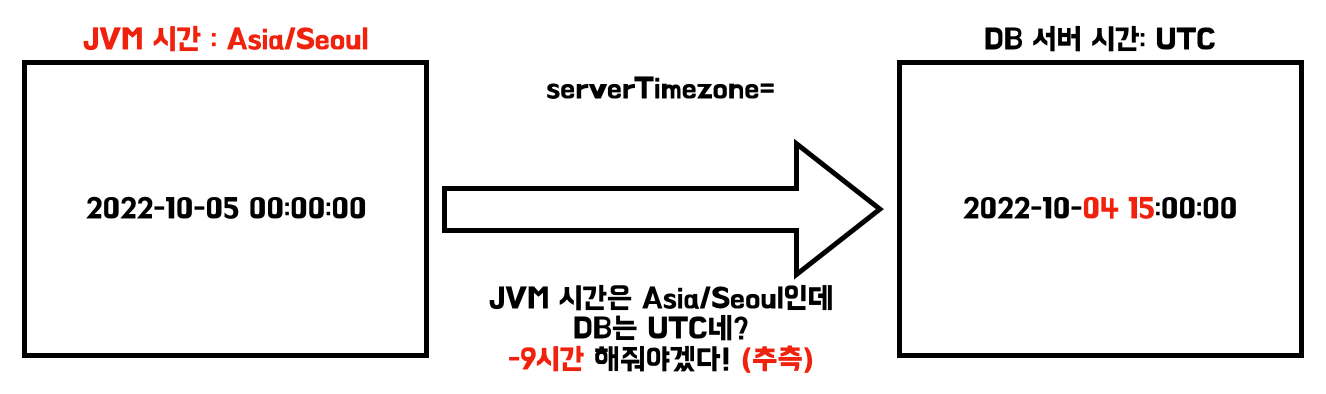 JVM 시간 : Asia/Seoul
DB 서버 시간: UTC
serverTimezone=
2022-10-05 00:00:00
2022-10-04 15:00:00
JVM 시간은 Asia/Seoul인데
DB는 UTC네?
-9시간 해줘야겠다! (추측)